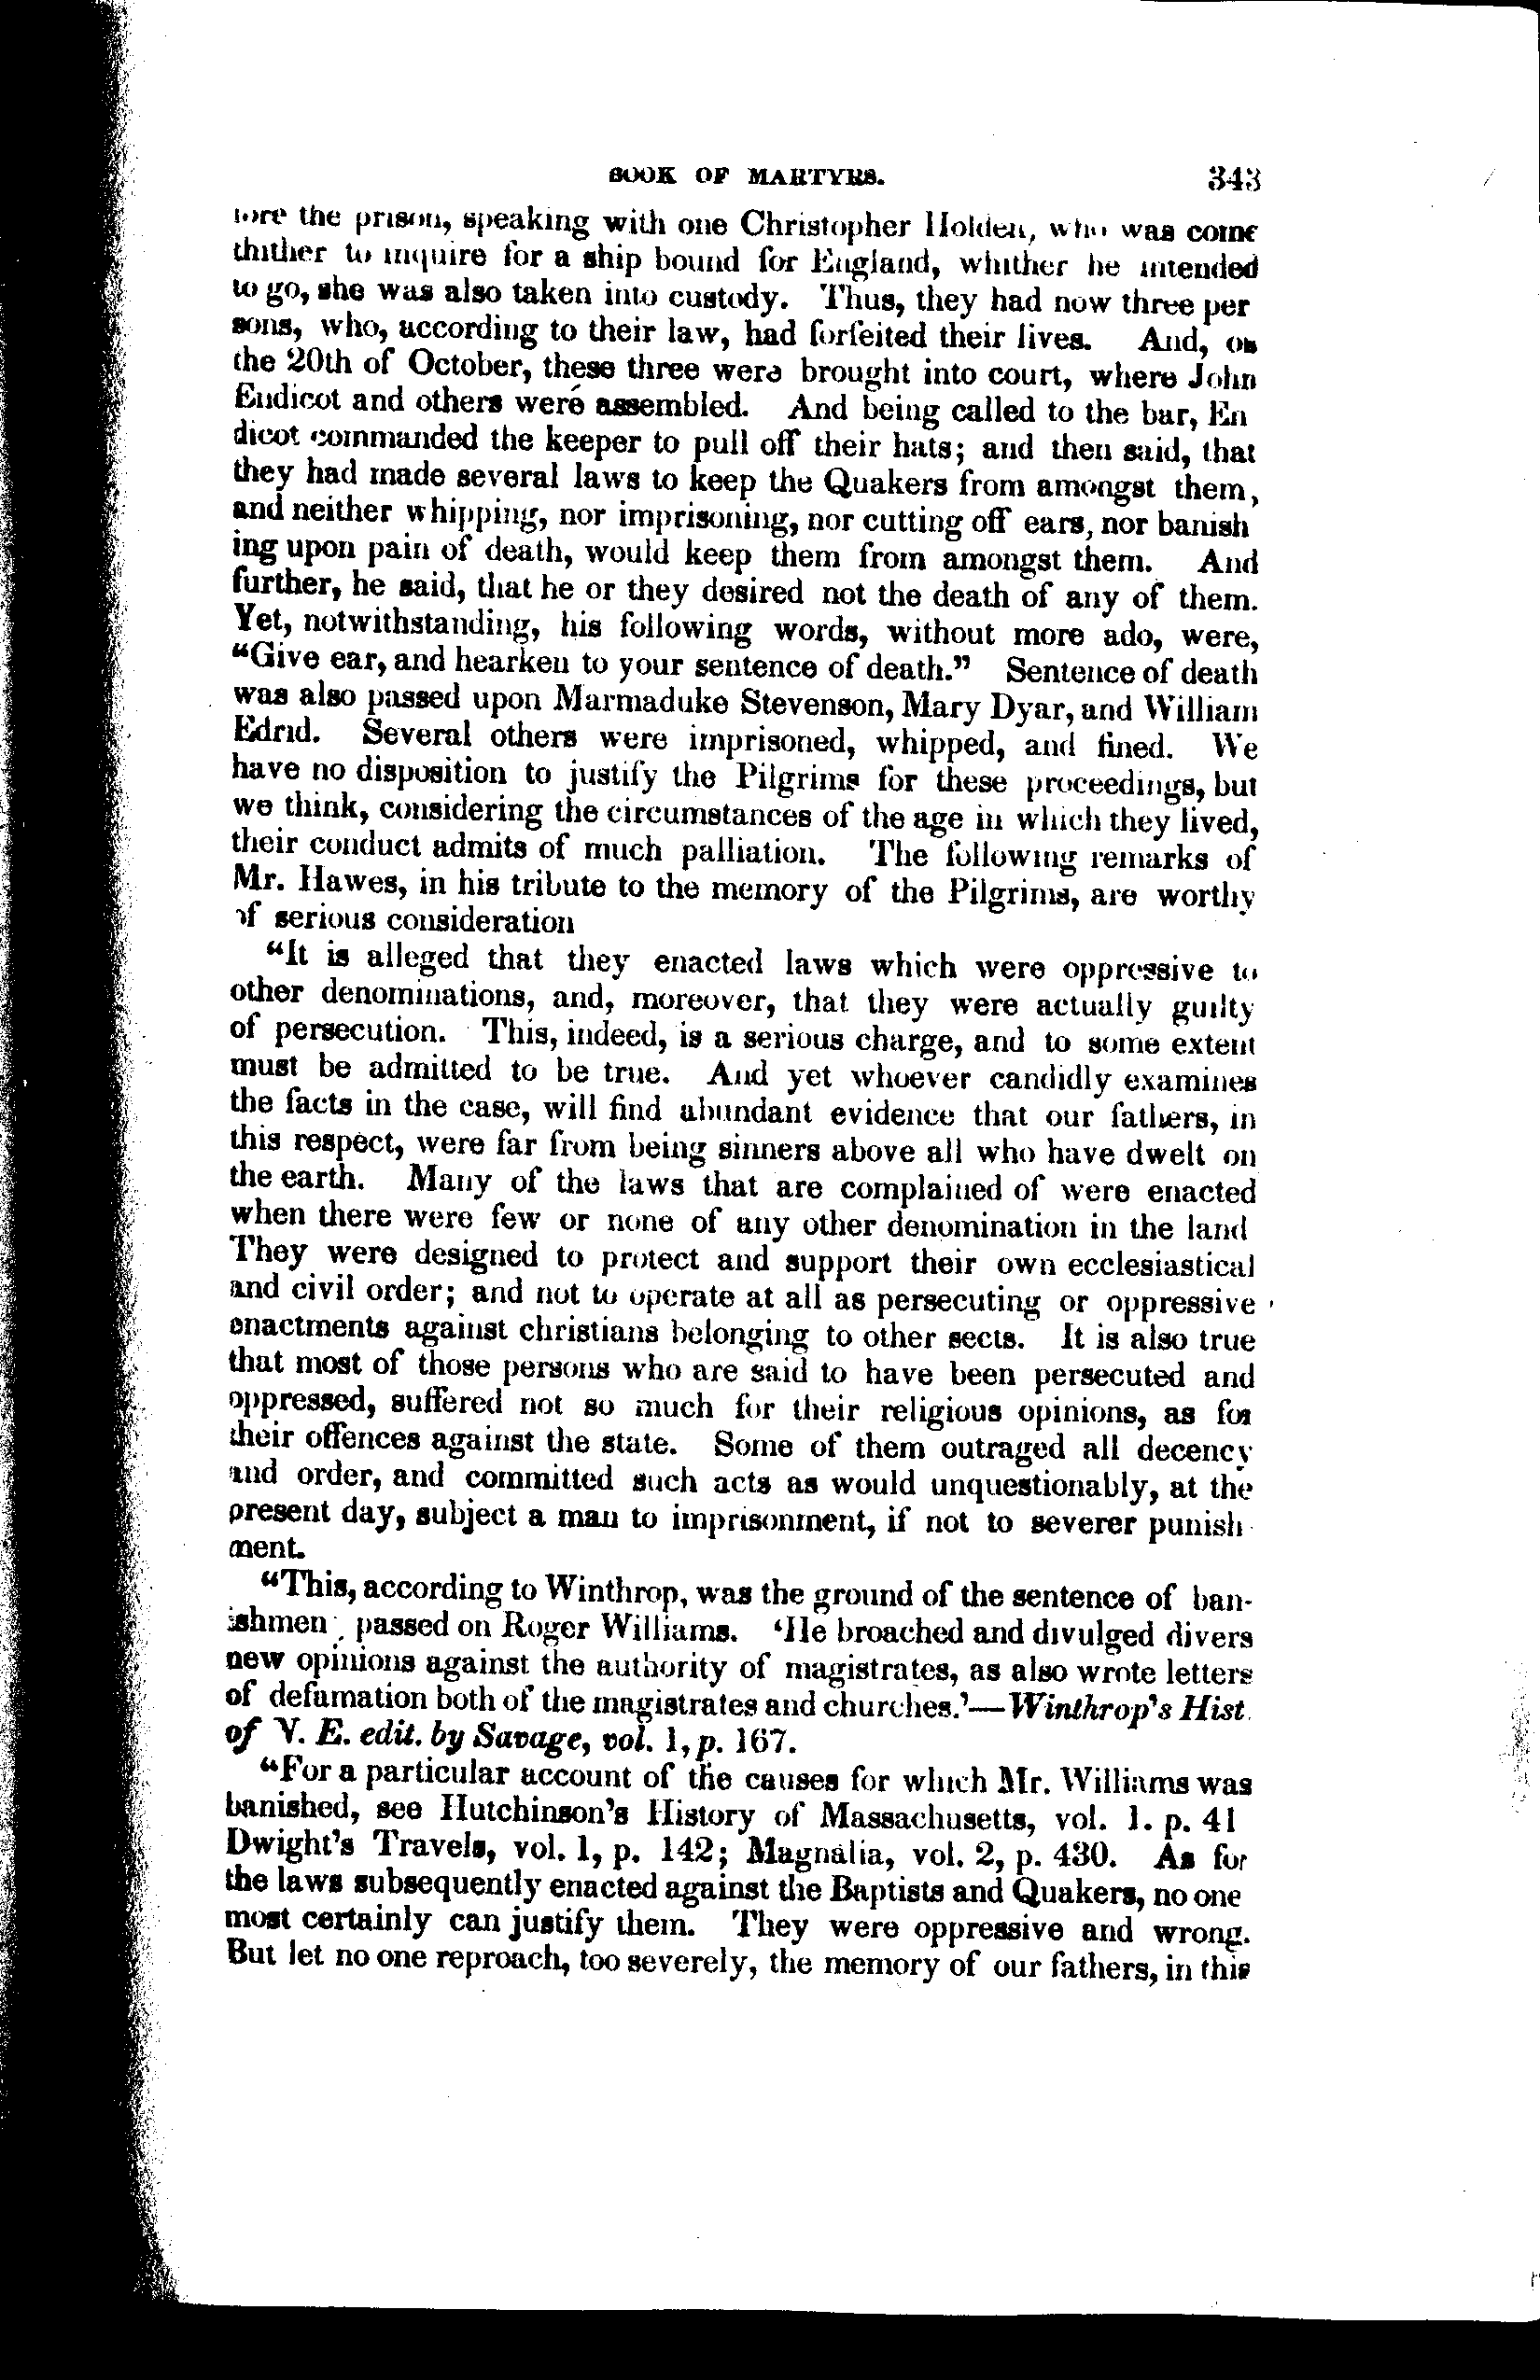 BOOK OF MARTYRS. 343
fore the prison, speaking with one Christopher Holden, who was come
thither to inquire for a ship bound for England, whither he intended
to go, she was also taken into custody. Thus, they had now three per
sons, who, according to their law, had forfeited their lives. And, on
the 20th of October, these three were brought into court, where John
Endicot and others were assembled. And being called to the bar, En
dicot commanded the keeper to pull off their hats; and then said, that
they had made several laws to keep the Quakers from amongst them,
and neither whipping, nor imprisoning, nor cutting off ears, nor banish
ing upon pain of death, would keep them from amongst them. And
further, he said, that he or they desired not the death of any of them.
Yet, notwithstanding, his following words, without more ado, were,
“Give ear, and hearken to your sentence of death.” Sentence of death
was also passed upon Marmaduke Stevenson, Mary Dyar, and William
Edrid. Several others were imprisoned, whipped, and fined. We
have no disposition to justify the Pilgrims for these proceedings, but
we think, considering the circumstances of the age in which they lived,
their conduct admits of much palliation. The following remarks of
Mr. Hawes, in his tribute to the memory of the Pilgrims, are worthy
of serious consideration
“It is alleged that they enacted laws which were oppressive to
other denominations, and, moreover, that they were actually guilty
of persecution. This, indeed, is a serious charge, and to some extent
must be admitted to be true. And yet whoever candidly examines
the facts in the case, will find abundant evidence that our fathers, in
this respect, were far from being sinners above all who have dwelt on
the earth. Many of the laws that are complained of were enacted
when there were few or none of any other denomination in the land
They were designed to protect and support their own ecclesiastical
and civil order; and not to operate at all as persecuting or oppressive
enactments against christians belonging to other sects. It is also true
that most of those persons who are said to have been persecuted and
oppressed, suffered not so much for their religious opinions, as for
their offences against the state. Some of them outraged all decency
and order, and committed such acts as would unquestionably, at the
present day, subject a man to imprisonment, if not to severer punish
ment.
“This, according to Winthrop, was the ground of the sentence of ban-
ishmen passed on Roger Williams. ‘He broached and divulged divers
new opinions against the authority of magistrates, as also wrote letters
of defamation both of the magistrates and churches.’—Winthrop’s Hist.
of N. E. edit. by Savage, vol. 1, p. 167.
“For a particular account of the causes for which Mr. Williams was
banished, see Hutchinson’s History of Massachusetts, vol. 1. p. 41
Dwight’s Travels, vol. 1, p. 142; Magnalia, vol. 2, p. 430. As for
the laws subsequently enacted against the Baptists and Quakers, no one
most certainly can justify them. They were oppressive and wrong.
But let no one reproach, too severely, the memory of our fathers, in this